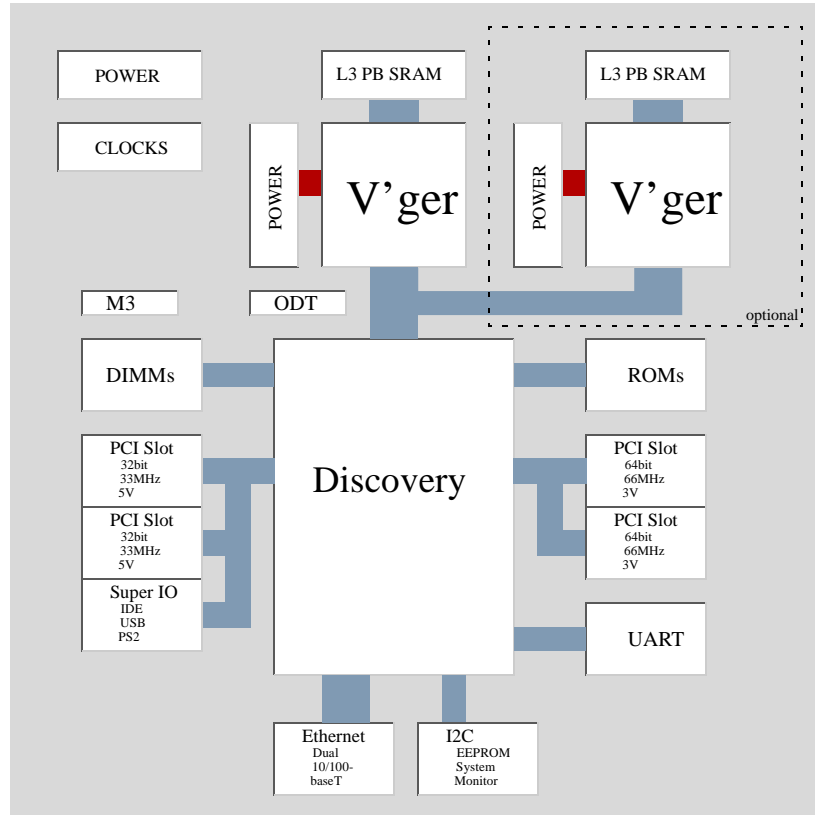 POWER
L3 PB SRAM
L3 PB SRAM
CLOCKS
POWER
V’ger
POWER
V’ger
M3
ODT
optional
DIMMs
ROMs
Discovery
PCI Slot
32bit
33MHz
5V
PCI Slot
32bit
33MHz
5V
Super IO
IDE
USB
PS2
PCI Slot
64bit
66MHz
3V
PCI Slot
64bit
66MHz
3V
UART
Ethernet
Dual
10/100-
baseT
I2C
EEPROM
System
Monitor